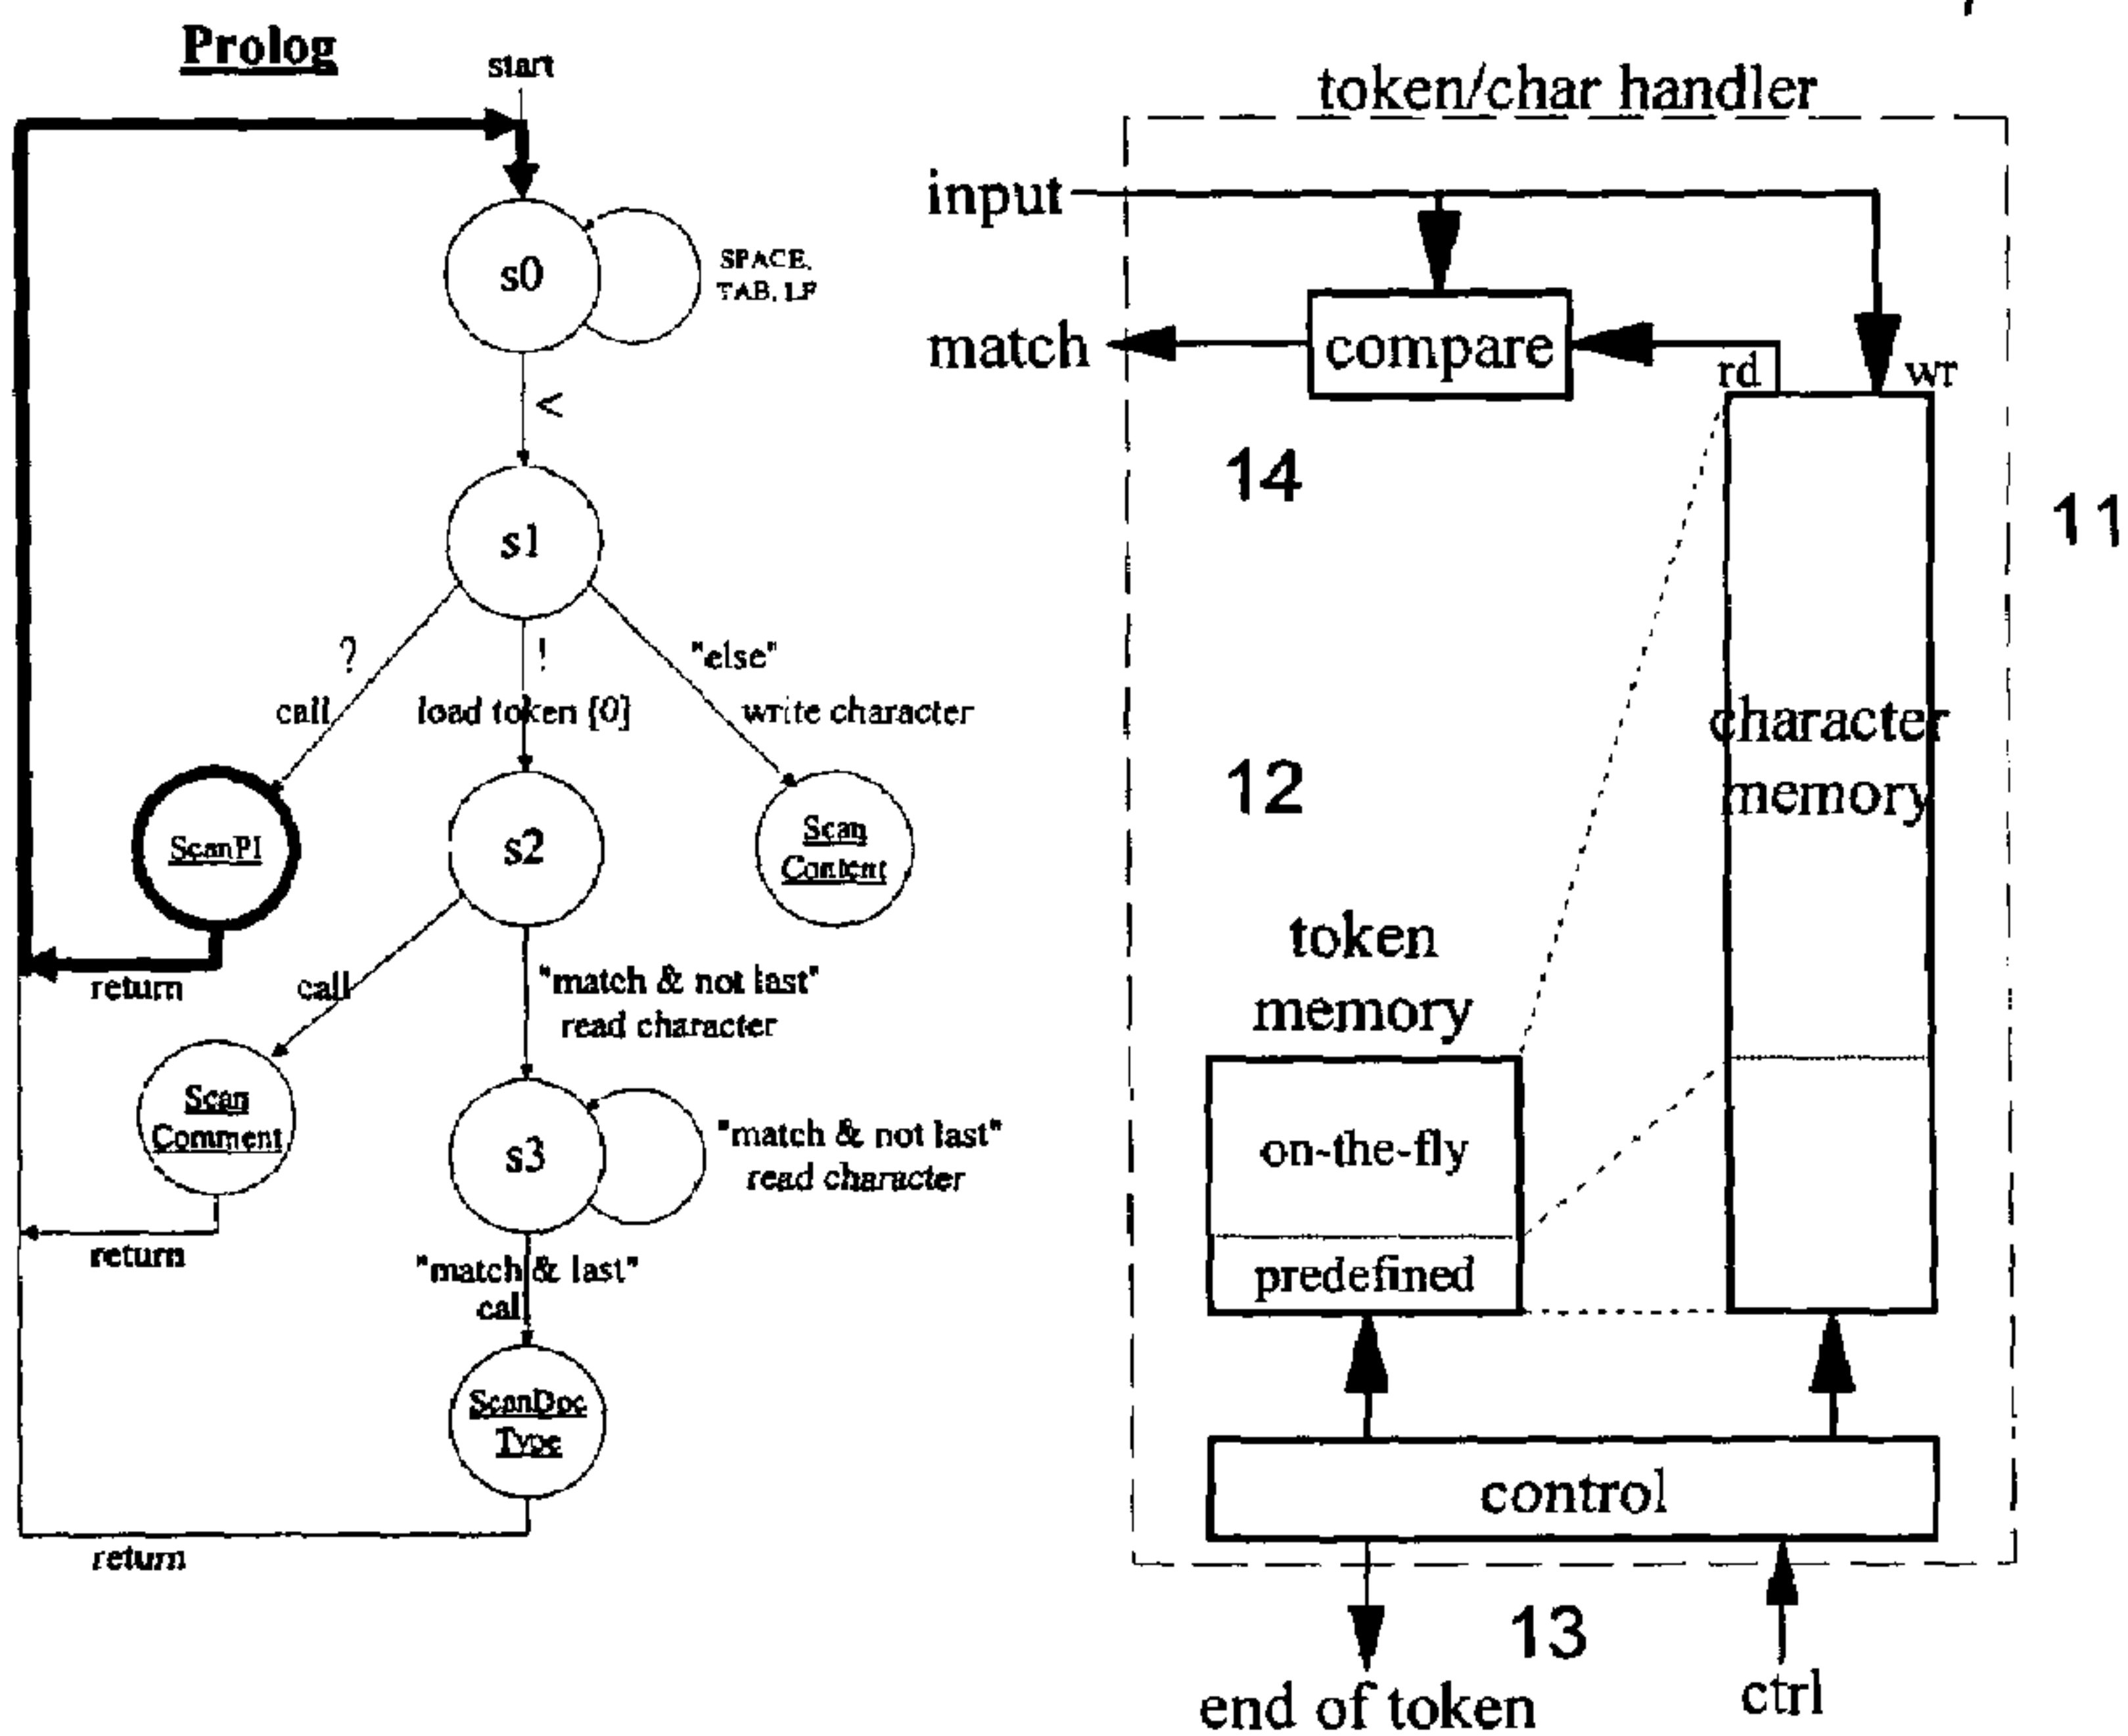 Prolog
start
s0
SPACE,
TAB, LF
<
s1
?
!
"else"
call
load token [0]
write character
ScanPI
s2
Scan
Content
return
call
"match & not last"
read character
Scan
Comment
s3
"match & not last"
read character
return
"match & last"
call
ScanDoc
Type
return
token/char handler
input
match
compare
rd
wr
14
11
character
memory
12
token
memory
on-the-fly
predefined
control
13
end of token
ctrl